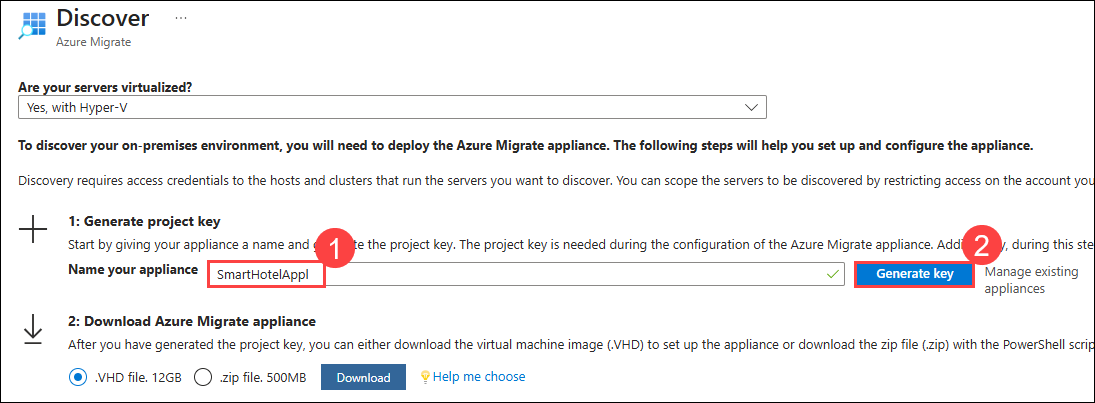 Discover ...
Azure Migrate
Are your servers virtualized?
Yes, with Hyper-V
To discover your on-premises environment, you will need to deploy the Azure Migrate appliance. The following steps will help you set up and configure the appliance.
Discovery requires access credentials to the hosts and clusters that run the servers you want to discover. You can scope the servers to be discovered by restricting access on the account you
1: Generate project key
1
2
Start by giving your appliance a name and the project key. The project key is needed during the configuration of the Azure Migrate appliance. during this ste
Name your appliance SmartHotelAppl Generate key Manage existing
appliances
2: Download Azure Migrate appliance
After you have generated the project key, you can either download the virtual machine image (.VHD) to set up the appliance or download the zip file (.zip) with the PowerShell scrip
.VHD file. 12GB .zip file. 500MB Download Help me choose